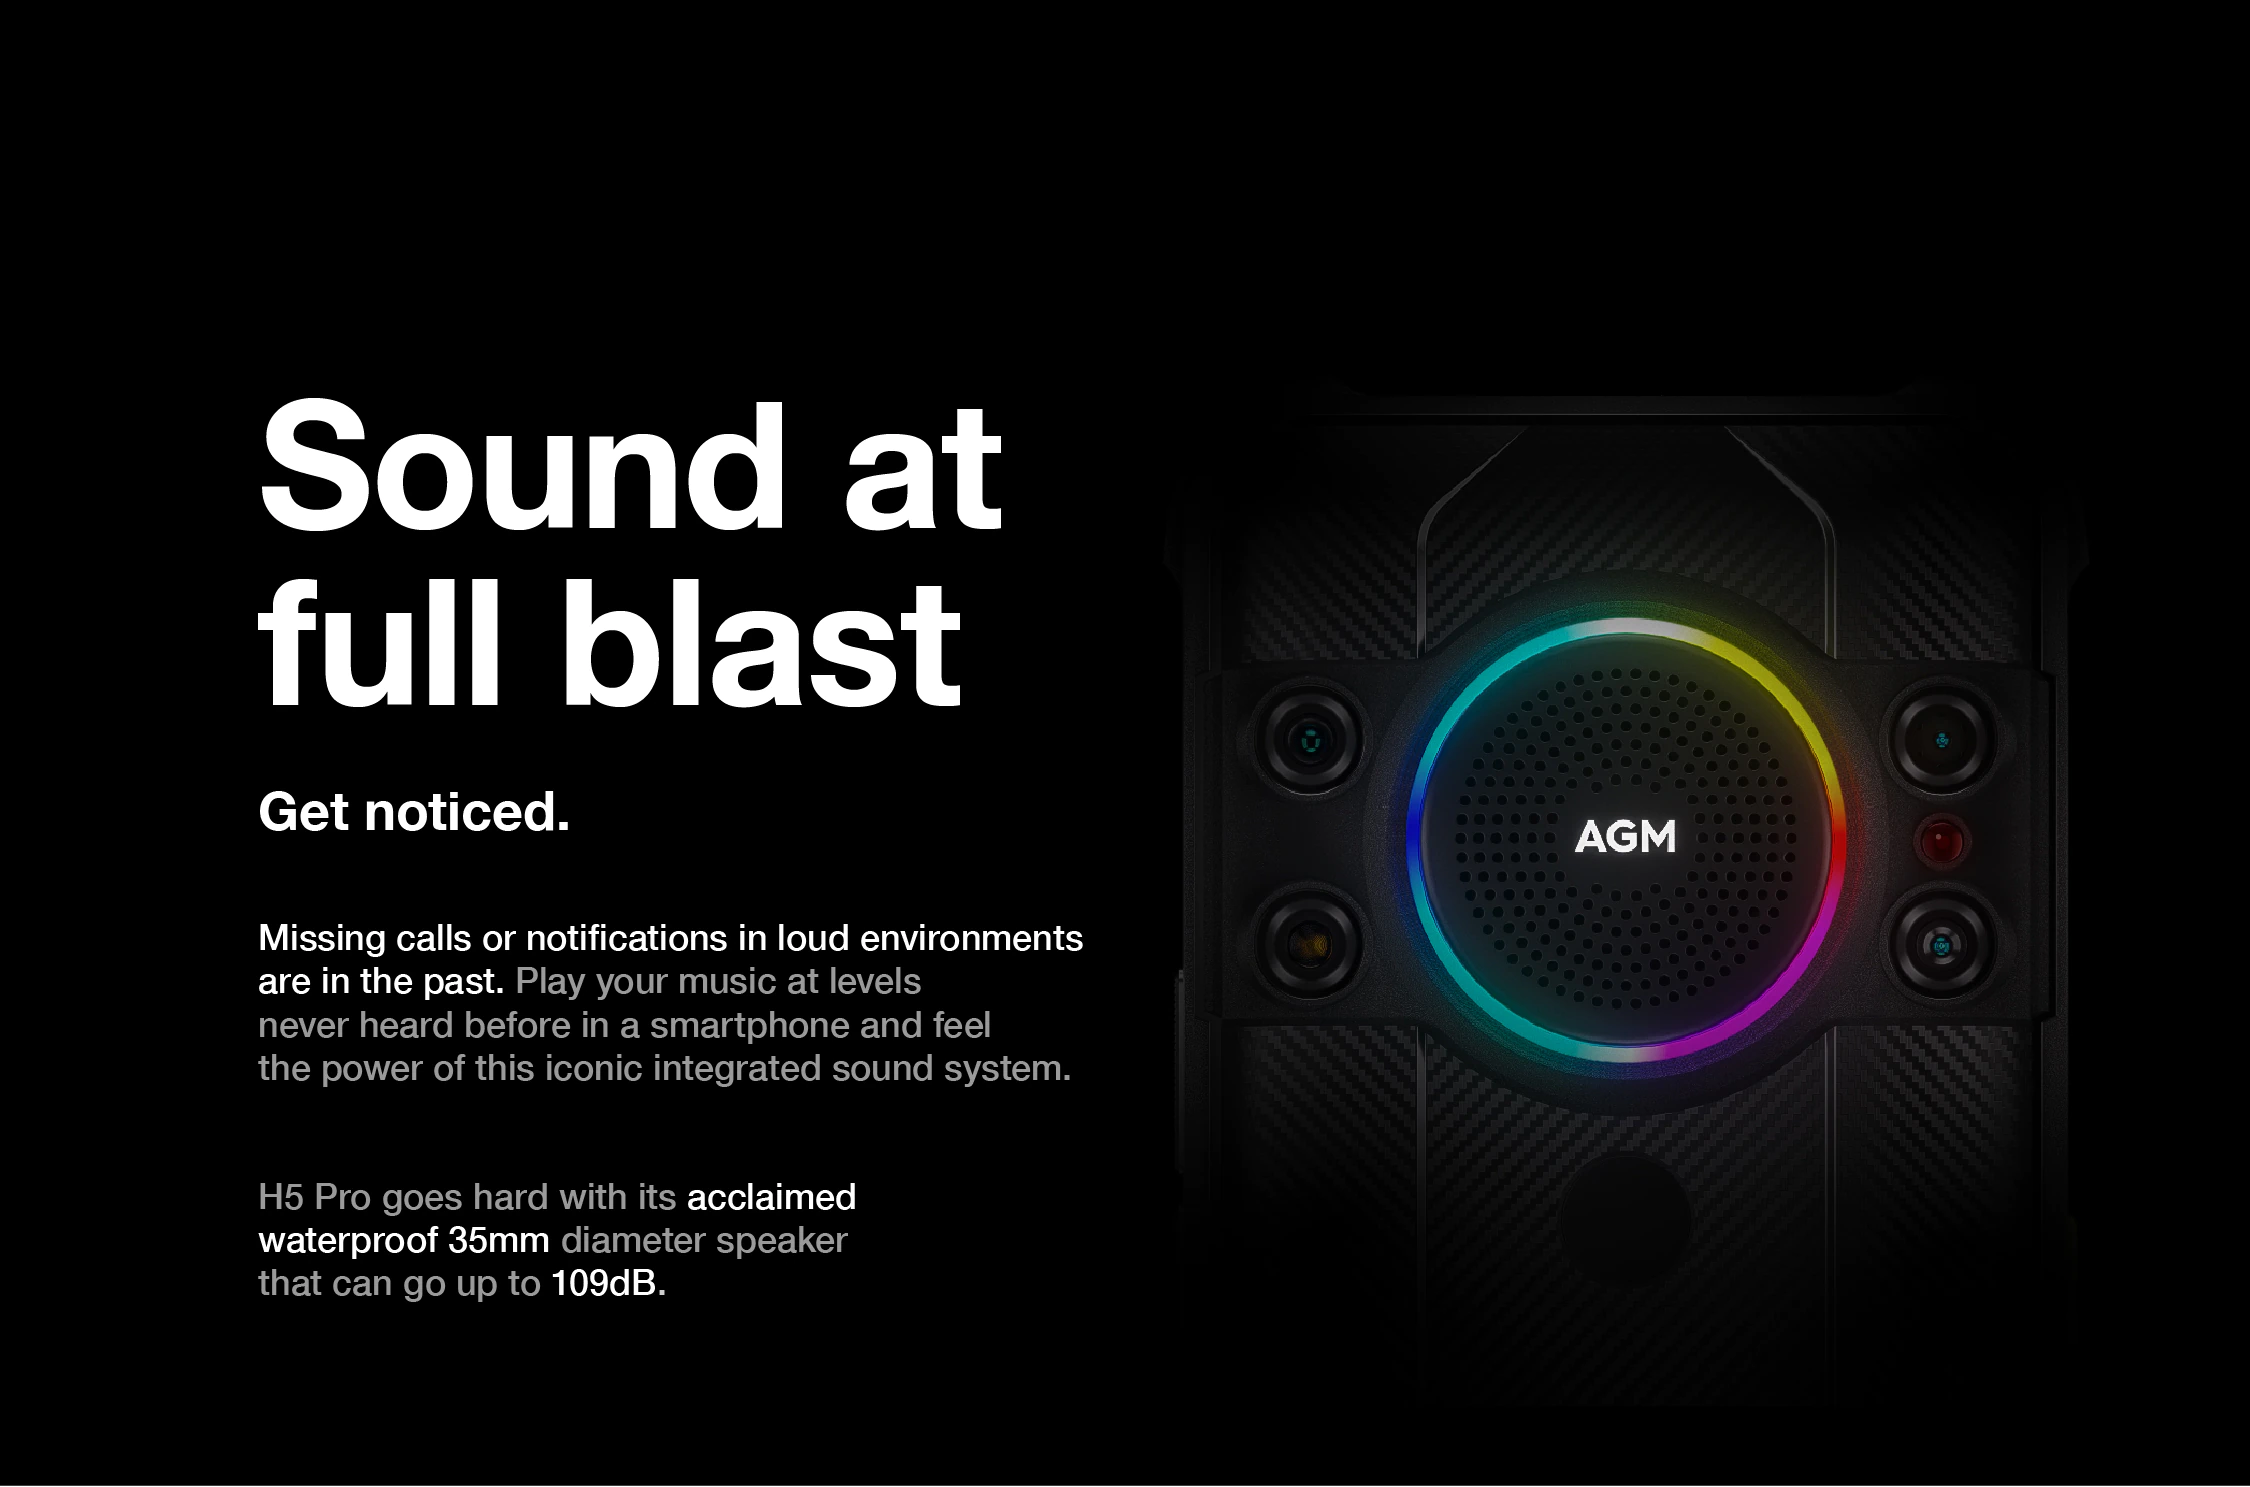 Sound at
full blast
Get noticed.
Missing calls or notifications in loud environments
are in the past. Play your music at levels
never heard before in a smartphone and feel
the power of this iconic integrated sound system.
H5 Pro goes hard with its acclaimed
waterproof 35mm diameter speaker
that can go up to 109dB.
AGM